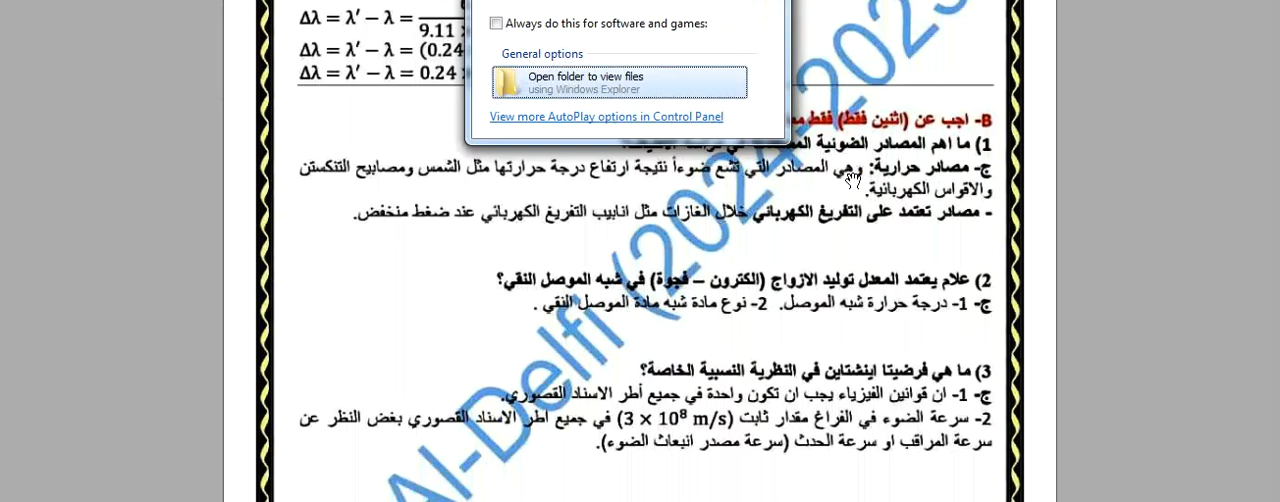 Δλ = λ′ − λ =
9.11 ×
Δλ = λ′ − λ = (0.24
Δλ = λ′ − λ = 0.24
Always do this for software and games:
General options
Open folder to view files
using Windows Explorer
View more AutoPlay options in Control Panel
B- اجب عن (اثنين فقط) فقط
1) ما اهم المصادر الضوئية
ج- مصادر حرارية: وهي المصادر التي تشع ضوءاً نتيجة ارتفاع درجة حرارتها مثل الشمس ومصابيح التنكستن
والاقواس الكهربائية.
- مصادر تعتمد على التفريغ الكهربائي خلال الغازات مثل انابيب التفريغ الكهربائي عند ضغط منخفض.
2) علام يعتمد المعدل توليد الازواج (الكترون – فجوة) في شبه الموصل النقي؟
ج- 1- درجة حرارة شبه الموصل. 2- نوع مادة شبه مادة الموصل النقي .
3) ما هي فرضيتا اينشتاين في النظرية النسبية الخاصة؟
ج- 1- ان قوانين الفيزياء يجب ان تكون واحدة في جميع أطر الاسناد القصوري.
2- سرعة الضوء في الفراغ مقدار ثابت (3 × 10⁸ m/s) في جميع اطر الاسناد القصوري بغض النظر عن
سرعة المراقب او سرعة الحدث (سرعة مصدر انبعاث الضوء).
Al-Delfi (2024-2025